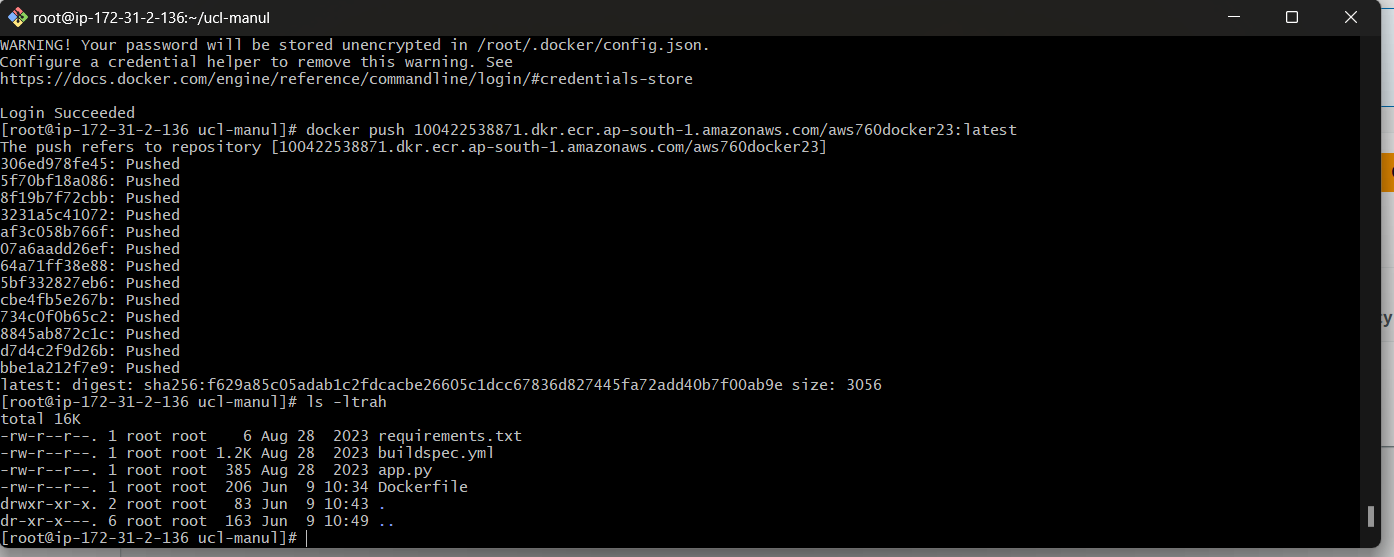 root@ip-172-31-2-136:~/ucl-manul
WARNING! Your password will be stored unencrypted in /root/.docker/config.json.
Configure a credential helper to remove this warning. See
https://docs.docker.com/engine/reference/commandline/login/#credentials-store
Login Succeeded
[root@ip-172-31-2-136 ucl-manul]# docker push 100422538871.dkr.ecr.ap-south-1.amazonaws.com/aws760docker23:latest
The push refers to repository [100422538871.dkr.ecr.ap-south-1.amazonaws.com/aws760docker23]
306ed978fe45: Pushed
5f70bf18a086: Pushed
8f19b7f72cbb: Pushed
3231a5c41072: Pushed
af3c058b766f: Pushed
07a6aadd26ef: Pushed
64a71ff38e88: Pushed
5bf332827eb6: Pushed
cbe4fb5e267b: Pushed
734c0f0b65c2: Pushed
8845ab872c1c: Pushed
d7d4c2f9d26b: Pushed
bbe1a212f7e9: Pushed
latest: digest: sha256:f629a85c05adab1c2fdcacbe26605c1dcc67836d827445fa72add40b7f00ab9e size: 3056
[root@ip-172-31-2-136 ucl-manul]# ls -ltrah
total 16K
-rw-r--r--. 1 root root    6 Aug 28  2023 requirements.txt
-rw-r--r--. 1 root root 1.2K Aug 28  2023 buildspec.yml
-rw-r--r--. 1 root root  385 Aug 28  2023 app.py
-rw-r--r--. 1 root root  206 Jun  9 10:34 Dockerfile
drwxr-xr-x. 2 root root   83 Jun  9 10:43 .
dr-xr-x---. 6 root root  163 Jun  9 10:49 ..
[root@ip-172-31-2-136 ucl-manul]#